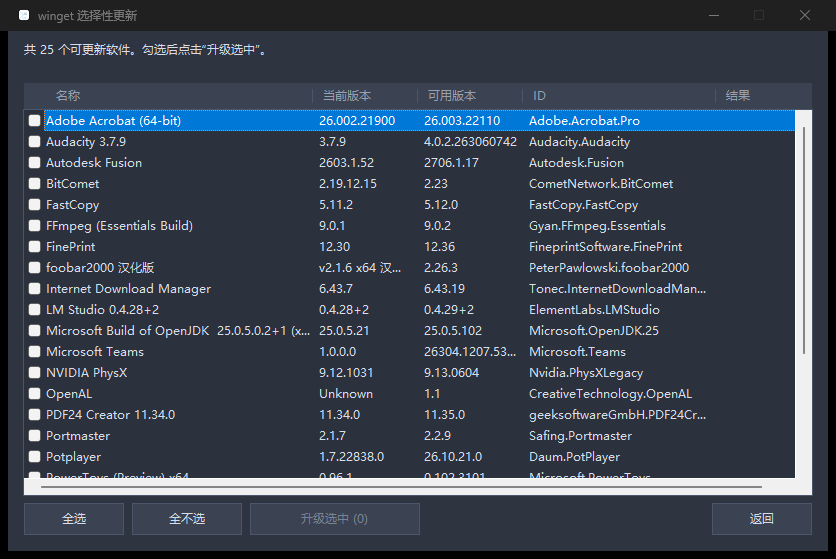 winget 选择性更新
共 25 个可更新软件。勾选后点击“升级选中”。
名称 当前版本 可用版本 ID 结果
Adobe Acrobat (64-bit) 26.002.21900 26.003.22110 Adobe.Acrobat.Pro
Audacity 3.7.9 3.7.9 4.0.2.263060742 Audacity.Audacity
Autodesk Fusion 2603.1.52 2706.1.17 Autodesk.Fusion
BitComet 2.19.12.15 2.23 CometNetwork.BitComet
FastCopy 5.11.2 5.12.0 FastCopy.FastCopy
FFmpeg (Essentials Build) 9.0.1 9.0.2 Gyan.FFmpeg.Essentials
FinePrint 12.30 12.36 FineprintSoftware.FinePrint
foobar2000 汉化版 v2.1.6 x64 汉... 2.26.3 PeterPawlowski.foobar2000
Internet Download Manager 6.43.7 6.43.19 Tonec.InternetDownloadMan...
LM Studio 0.4.28+2 0.4.28+2 0.4.29+2 ElementLabs.LMStudio
Microsoft Build of OpenJDK  25.0.5.0.2+1 (x... 25.0.5.21 25.0.5.102 Microsoft.OpenJDK.25
Microsoft Teams 1.0.0.0 26304.1207.53... Microsoft.Teams
NVIDIA PhysX 9.12.1031 9.13.0604 Nvidia.PhysXLegacy
OpenAL Unknown 1.1 CreativeTechnology.OpenAL
PDF24 Creator 11.34.0 11.34.0 11.35.0 geeksoftwareGmbH.PDF24Cr...
Portmaster 2.1.7 2.2.9 Safing.Portmaster
Potplayer 1.7.22838.0 26.10.21.0 Daum.PotPlayer
PowerToys (Preview) x64 0.96.1 0.102.3101 Microsoft.PowerToys
全选 全不选 升级选中 (0) 返回